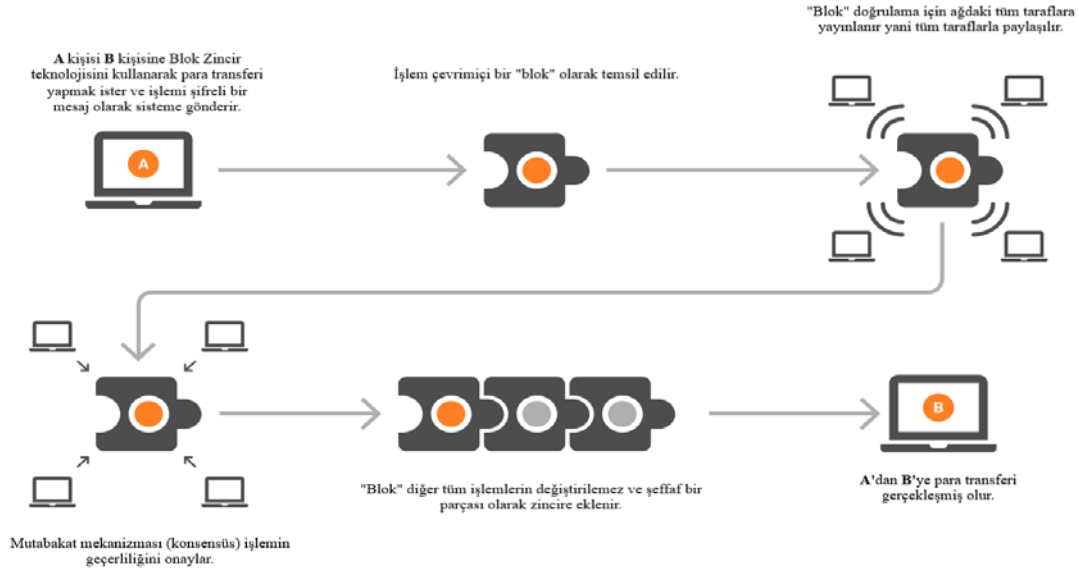 A kişisi B kişisine Blok Zincir
teknolojisini kullanarak para transferi
yapmak ister ve işlemi şifreli bir
mesaj olarak sisteme gönderir.
A
İşlem çevrimiçi bir "blok" olarak temsil edilir.
"Blok" doğrulama için ağdaki tüm taraflara
yayınlanır yani tüm taraflarla paylaşılır.
Mutabakat mekanizması (konsensüs) işlemin
geçerliliğini onaylar.
"Blok" diğer tüm işlemlerin değiştirilemez ve şeffaf bir
parçası olarak zincire eklenir.
B
A'dan B'ye para transferi
gerçekleşmiş olur.